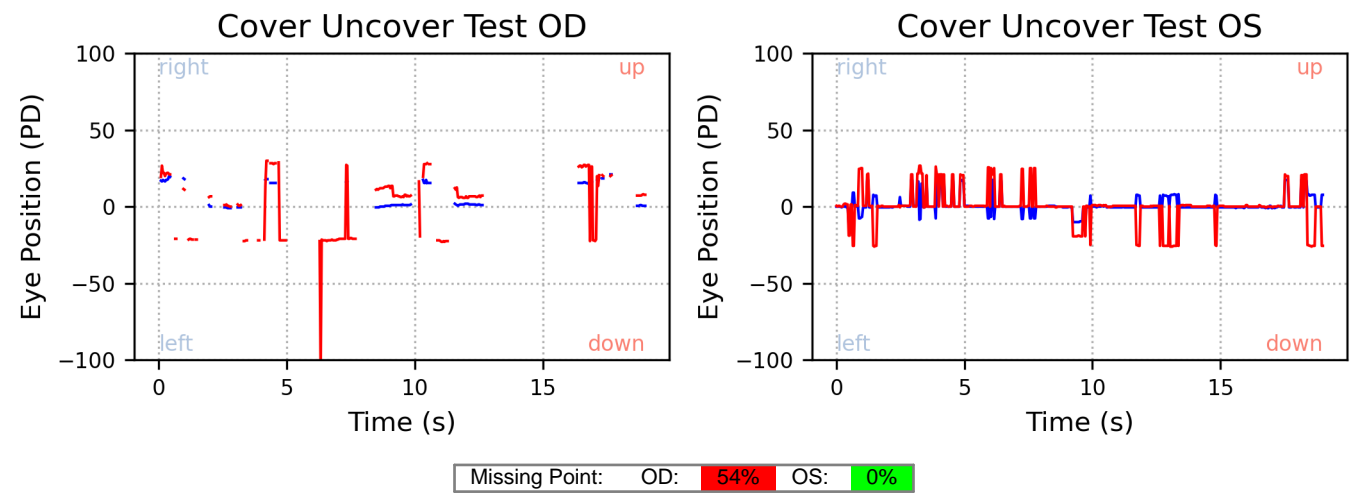 Cover Uncover Test OD
Cover Uncover Test OS
Eye Position (PD)
100
50
0
−50
−100
right
up
left
down
0
5
10
15
Time (s)
Eye Position (PD)
100
50
0
−50
−100
right
up
left
down
0
5
10
15
Time (s)
Missing Point: OD: 54% OS: 0%